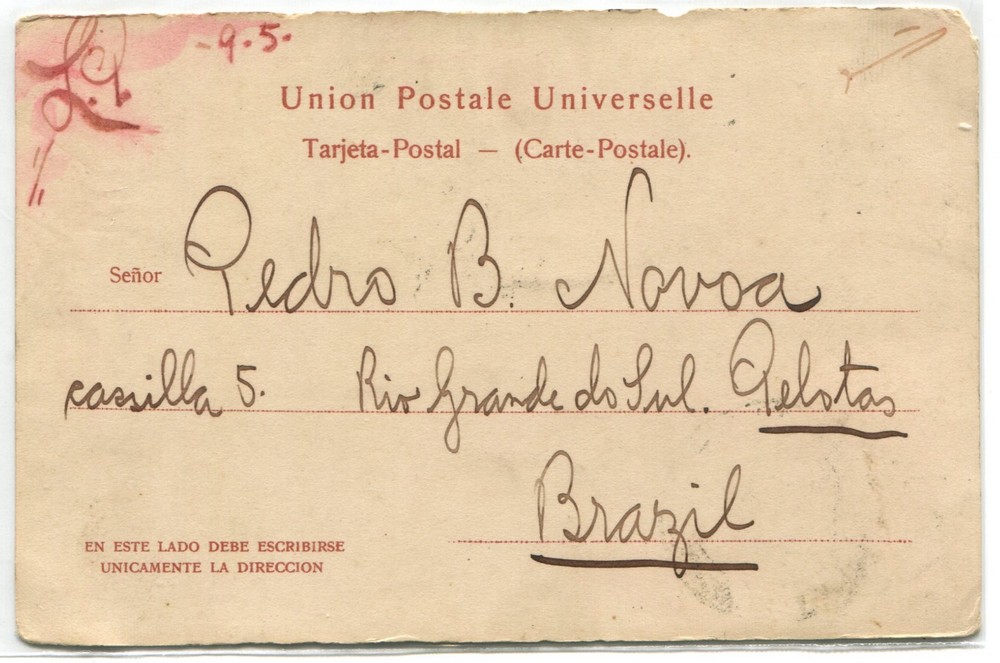 -9.5-
Union Postale Universelle
Tarjeta-Postal — (Carte-Postale).
Señor Pedro B. Novoa
cassilla 5. Rio Grande do Sul. Pelotas
Brazil
EN ESTE LADO DEBE ESCRIBIRSE
UNICAMENTE LA DIRECCION